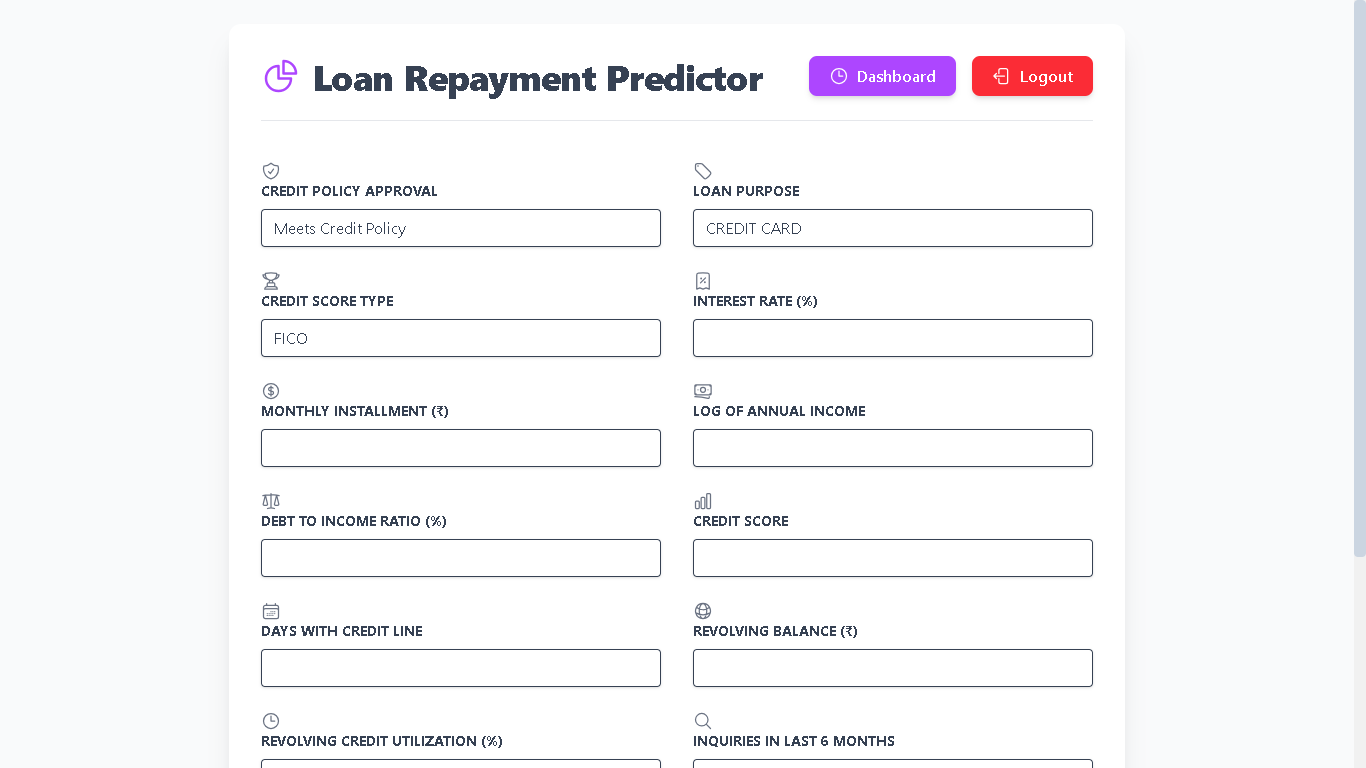 Loan Repayment Predictor
Dashboard
Logout
CREDIT POLICY APPROVAL
LOAN PURPOSE
Meets Credit Policy
CREDIT CARD
CREDIT SCORE TYPE
INTEREST RATE (%)
FICO
MONTHLY INSTALLMENT (₹)
LOG OF ANNUAL INCOME
DEBT TO INCOME RATIO (%)
CREDIT SCORE
DAYS WITH CREDIT LINE
REVOLVING BALANCE (₹)
REVOLVING CREDIT UTILIZATION (%)
INQUIRIES IN LAST 6 MONTHS